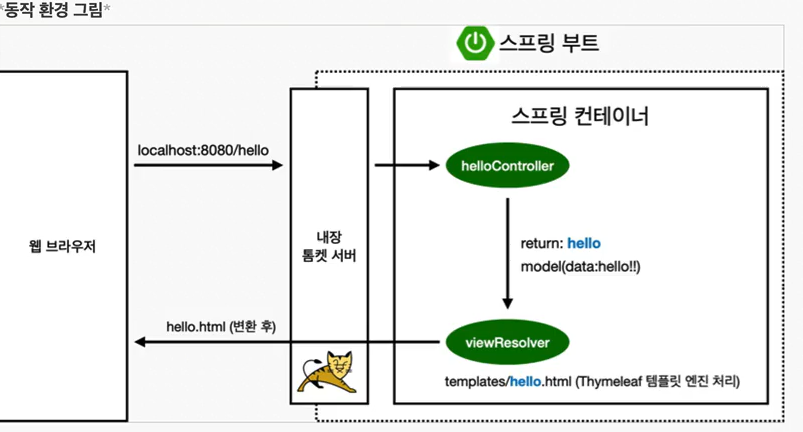 *동작 환경 그림*
스프링 부트
스프링 컨테이너
localhost:8080/hello
helloController
웹 브라우저
내장
톰켓 서버
return: hello
model(data:hello!!)
hello.html (변환 후)
viewResolver
templates/hello.html (Thymeleaf 템플릿 엔진 처리)